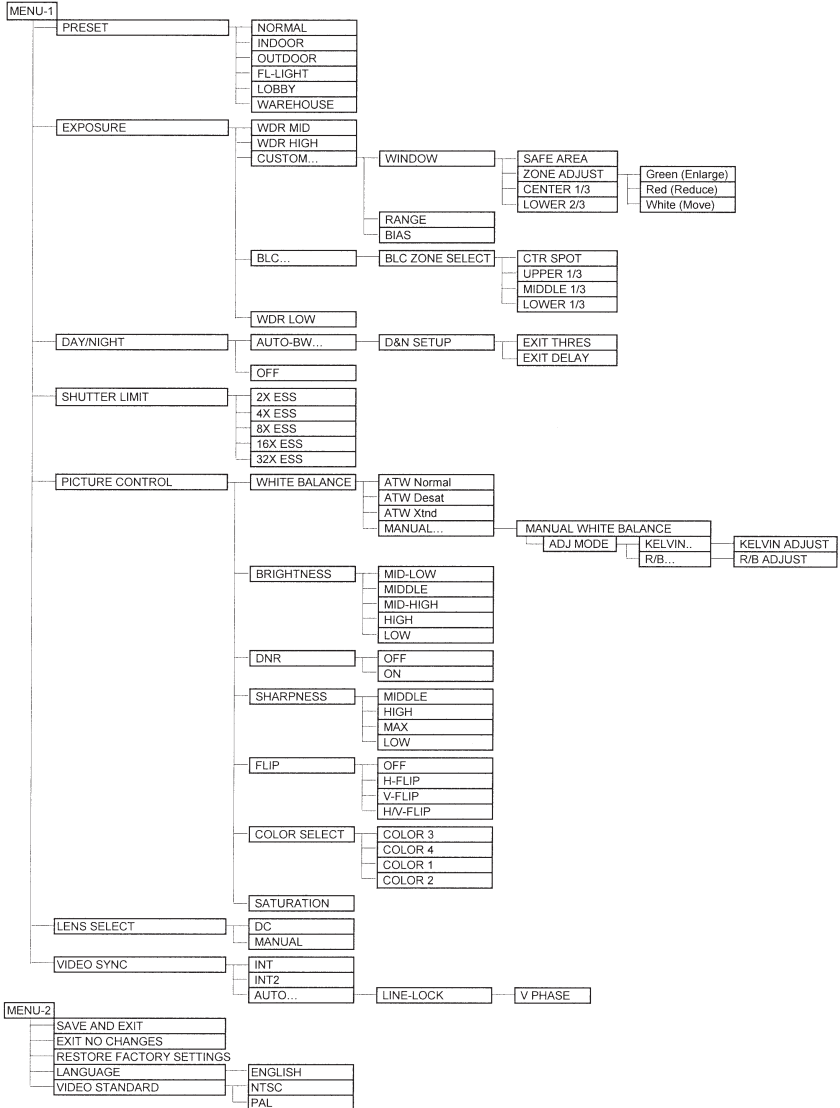 MENU-1
PRESET NORMAL
INDOOR
OUTDOOR
FL-LIGHT
LOBBY
WAREHOUSE
EXPOSURE WDR MID
WDR HIGH
CUSTOM... WINDOW SAFE AREA
ZONE ADJUST Green (Enlarge)
CENTER 1/3 Red (Reduce)
LOWER 2/3 White (Move)
RANGE
BIAS
BLC... BLC ZONE SELECT CTR SPOT
UPPER 1/3
MIDDLE 1/3
LOWER 1/3
WDR LOW
DAY/NIGHT AUTO-BW... D&N SETUP EXIT THRES
EXIT DELAY
OFF
SHUTTER LIMIT 2X ESS
4X ESS
8X ESS
16X ESS
32X ESS
PICTURE CONTROL WHITE BALANCE ATW Normal
ATW Desat
ATW Xtnd
MANUAL... MANUAL WHITE BALANCE
ADJ MODE KELVIN.. KELVIN ADJUST
R/B... R/B ADJUST
BRIGHTNESS MID-LOW
MIDDLE
MID-HIGH
HIGH
LOW
DNR OFF
ON
SHARPNESS MIDDLE
HIGH
MAX
LOW
FLIP OFF
H-FLIP
V-FLIP
H/V-FLIP
COLOR SELECT COLOR 3
COLOR 4
COLOR 1
COLOR 2
SATURATION
LENS SELECT DC
MANUAL
VIDEO SYNC INT
INT2
AUTO... LINE-LOCK V PHASE
MENU-2
SAVE AND EXIT
EXIT NO CHANGES
RESTORE FACTORY SETTINGS
LANGUAGE ENGLISH
VIDEO STANDARD NTSC
PAL